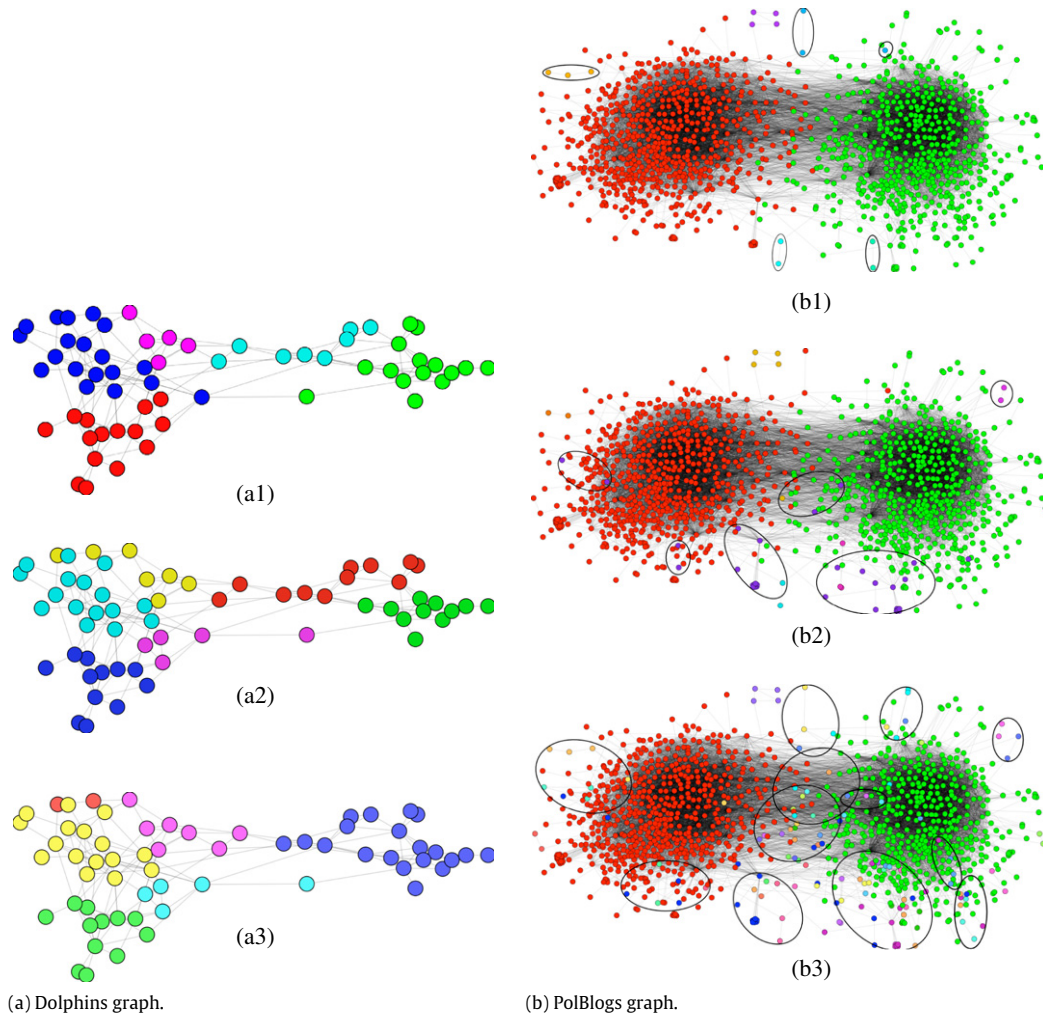 (b1)
(a1)
(b2)
(a2)
(a3)
(b3)
(a) Dolphins graph.
(b) PolBlogs graph.